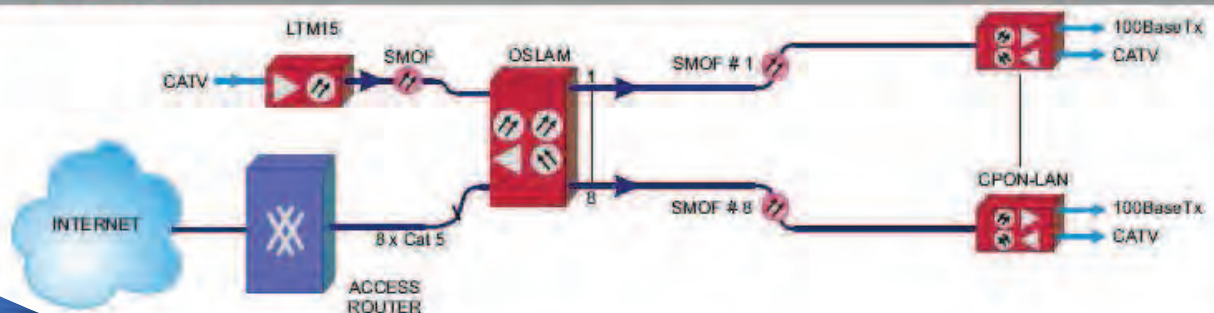 LTM15
SMOF
OSLAM
CATV
1
8
SMOF # 1
SMOF # 8
100BaseTx
CATV
CPON-LAN
100BaseTx
CATV
INTERNET
8 x Cat 5
ACCESS
ROUTER